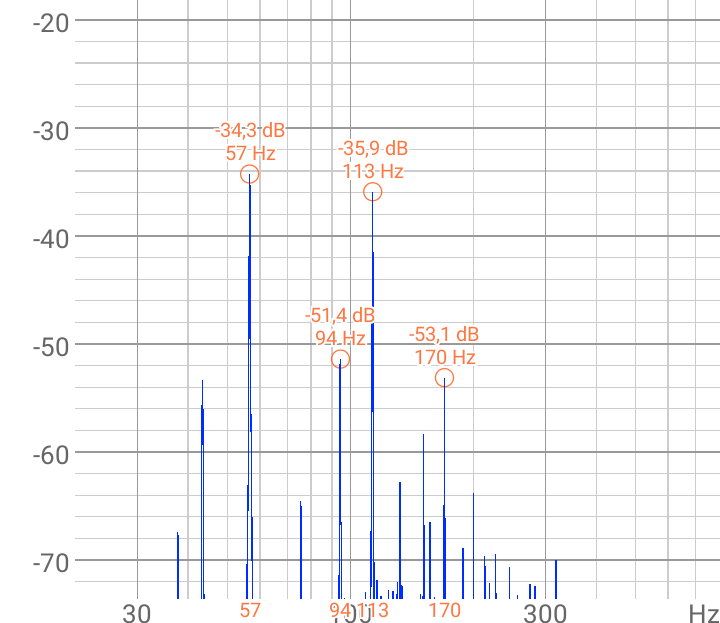 -20
-30
-34,3 dB
57 Hz
-35,9 dB
113 Hz
-40
-51,4 dB
94 Hz
-53,1 dB
170 Hz
-50
-60
-70
30 57 94 100 113 170 300 Hz